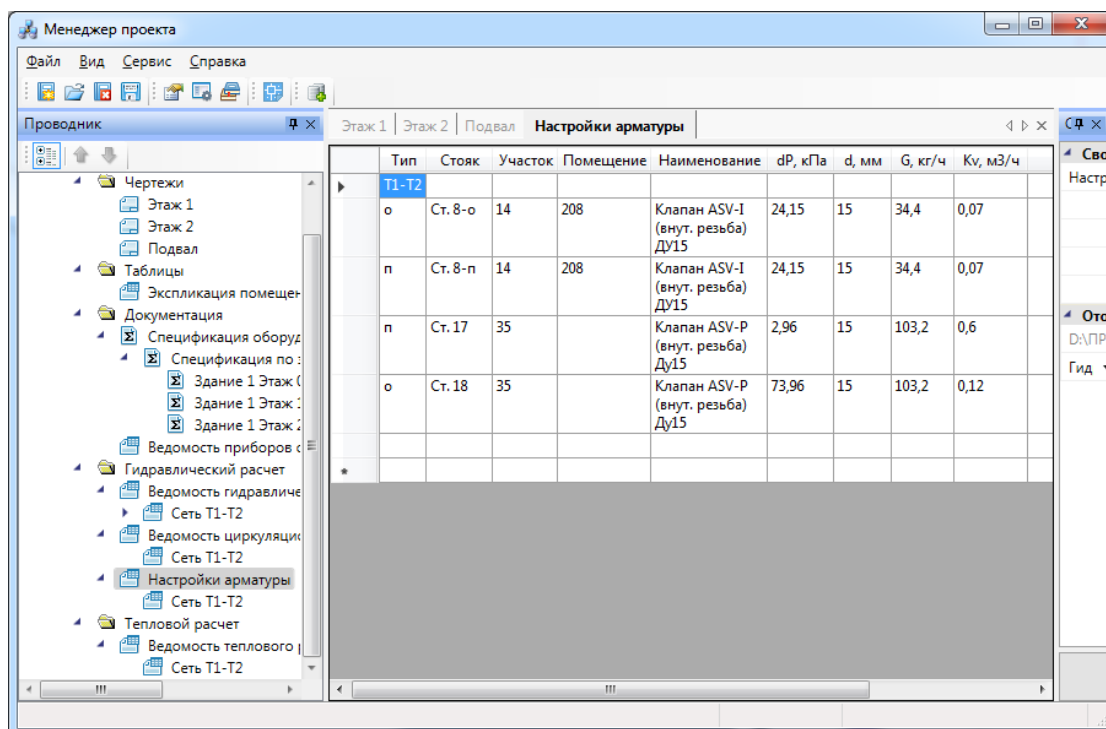 Менеджер проекта
Файл Вид Сервис Справка
Проводник
Чертежи
Этаж 1
Этаж 2
Подвал
Таблицы
Экспликация помещен
Документация
Спецификация оборуд
Спецификация по
Здание 1 Этаж
Здание 1 Этаж
Здание 1 Этаж 2
Ведомость приборов
Гидравлический расчет
Ведомость гидравличе
Сеть Т1-Т2
Ведомость циркуляцио
Сеть Т1-Т2
Настройки арматуры
Сеть Т1-Т2
Тепловой расчет
Ведомость теплового
Сеть Т1-Т2
Этаж 1 Этаж 2 Подвал Настройки арматуры
Тип Стояк Участок Помещение Наименование dP, кПа d, мм G, кг/ч Kv, м3/ч
Т1-Т2
о Ст. 8-о 14 208 Клапан ASV-I 24,15 15 34,4 0,07
(внут. резьба)
ДУ15
п Ст. 8-п 14 208 Клапан ASV-I 24,15 15 34,4 0,07
(внут. резьба)
ДУ15
п Ст. 17 35 Клапан ASV-P 2,96 15 103,2 0,6
(внут. резьба)
Ду15
о Ст. 18 35 Клапан ASV-P 73,96 15 103,2 0,12
(внут. резьба)
Ду15
*
Сво
Настр
Ото
D:\ПР
Гид